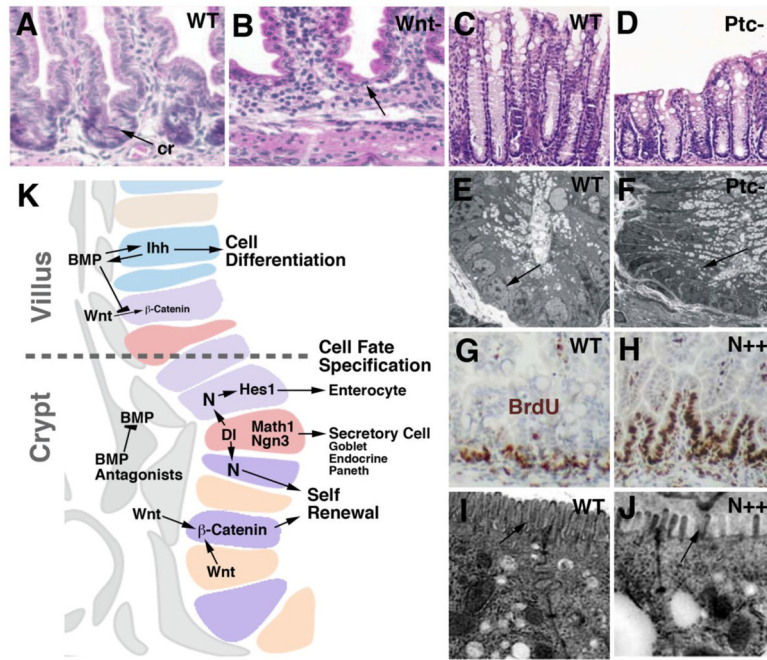 A
WT
cr
B
Wnt-
C
WT
D
Ptc-
E
WT
F
Ptc-
G
WT
BrdU
H
N++
I
WT
J
N++
K
Villus
Crypt
BMP
Ihh
Cell
Differentiation
Wnt
β-Catenin
Cell Fate
Specification
N
Hes1
Enterocyte
Dl
Math1
Ngn3
Secretory Cell
Goblet
Endocrine
Paneth
N
BMP
BMP
Antagonists
Self
Renewal
Wnt
β-Catenin
Wnt